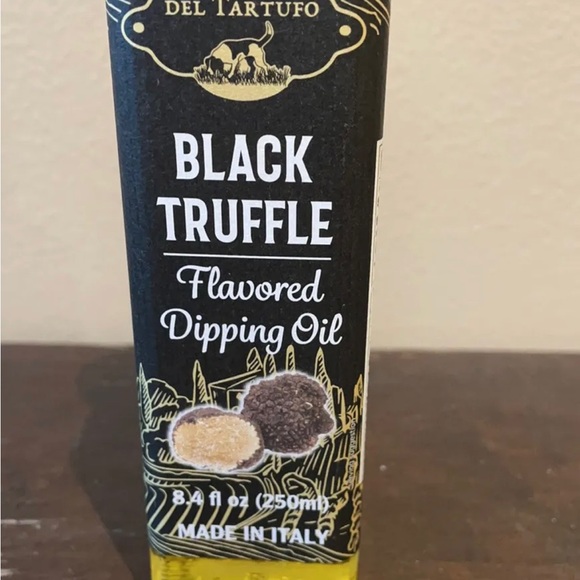 DEL TARTUFO
BLACK
TRUFFLE
Flavored
Dipping Oil
8.4 fl oz (250ml)
MADE IN ITALY